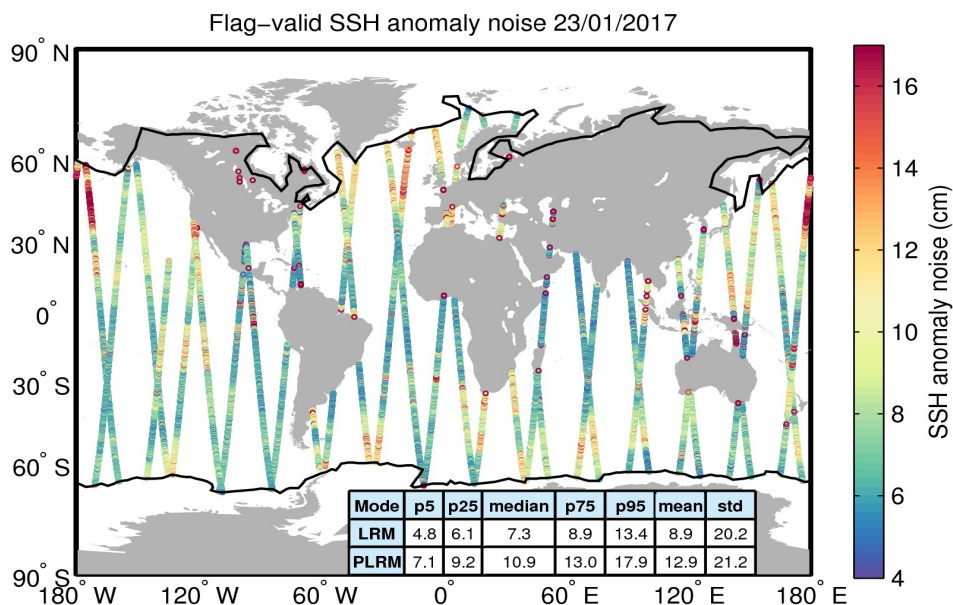 Flag−valid SSH anomaly noise 23/01/2017
90° N
60° N
30° N
0°
30° S
60° S
90° S
180° W 120° W 60° W 0° 60° E 120° E 180° E
Mode p5 p25 median p75 p95 mean std
LRM 4.8 6.1 7.3 8.9 13.4 8.9 20.2
PLRM 7.1 9.2 10.9 13.0 17.9 12.9 21.2
16
14
12
10
8
6
4
SSH anomaly noise (cm)